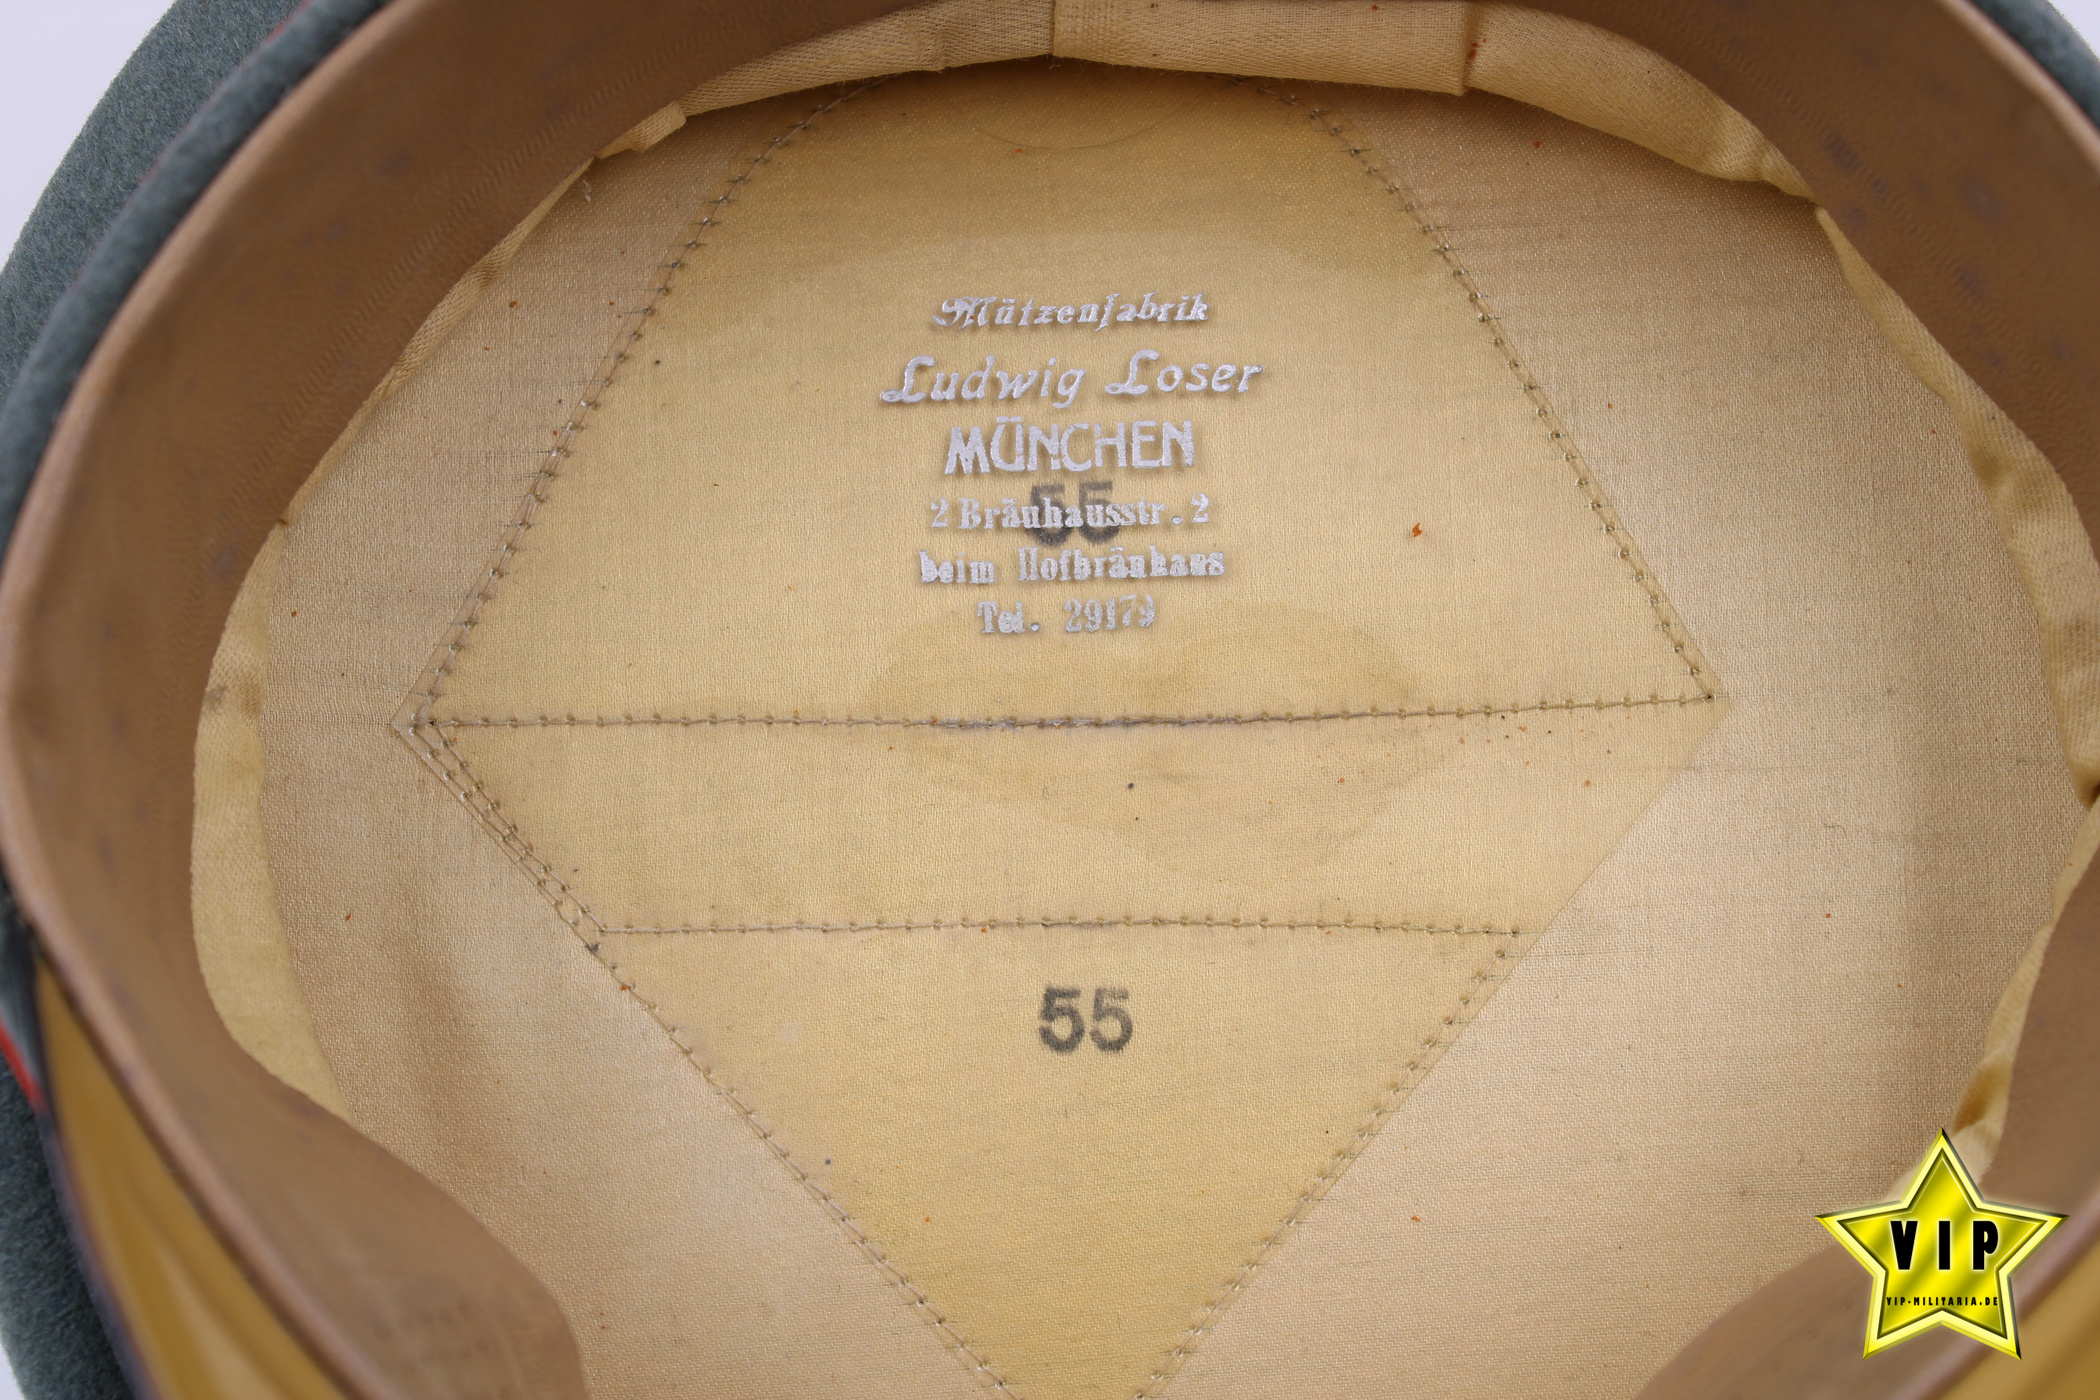 Mützenfabrik
Ludwig Loser
MÜNCHEN
55
2 Bräuhausstr. 2
beim Hofbräuhaus
Tel. 29179
55
VIP
VIP-MILITARIA.DE